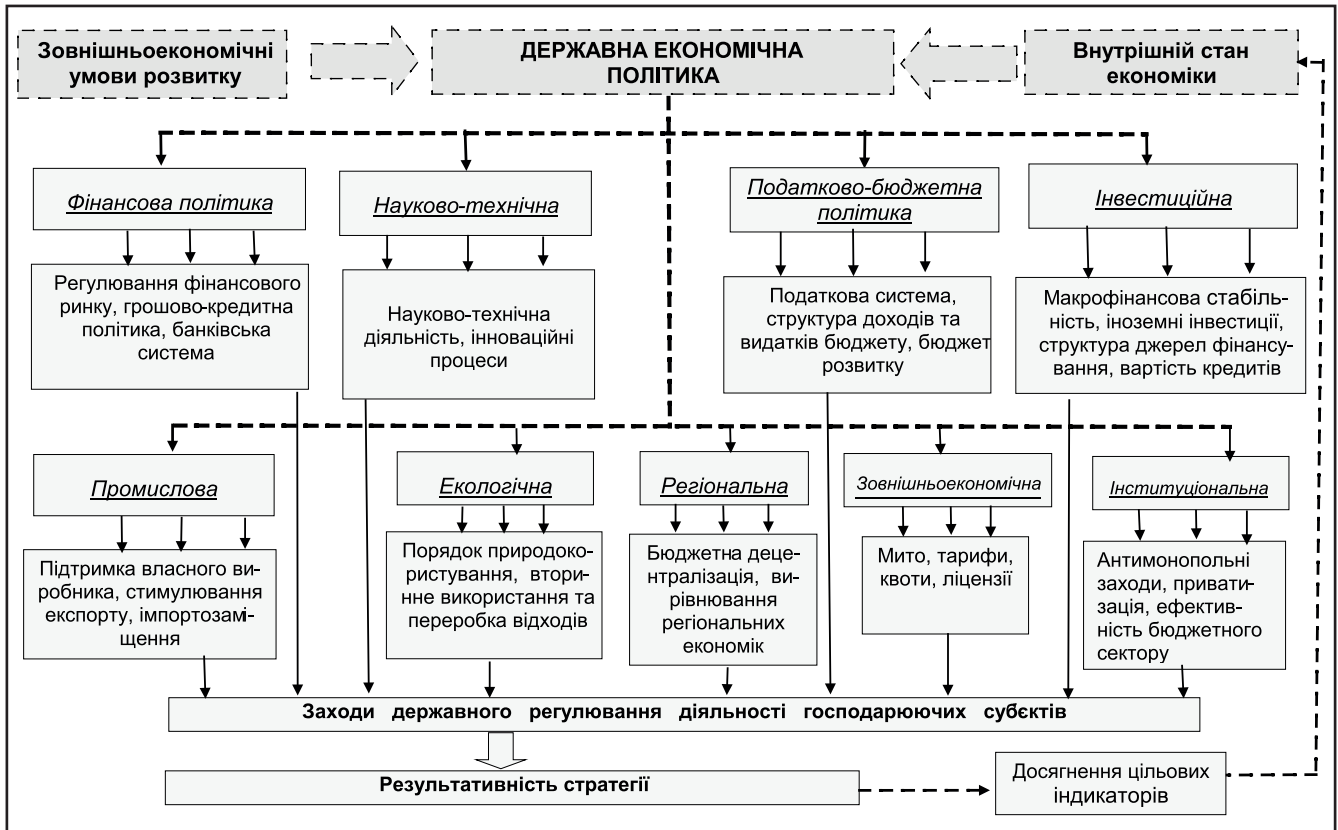 Зовнішньоекономічні
умови розвитку
ДЕРЖАВНА ЕКОНОМІЧНА
ПОЛІТИКА
Внутрішній стан
економіки
Фінансова політика
Науково-технічна
Податково-бюджетна
політика
Інвестиційна
Регулювання фінансового
ринку, грошово-кредитна
політика, банківська
система
Науково-технічна
діяльність, інноваційні
процеси
Податкова система,
структура доходів та
видатків бюджету, бюджет
розвитку
Макрофінансова стабіль-
ність, іноземні інвестиції,
структура джерел фінансу-
вання, вартість кредитів
Промислова
Екологічна
Регіональна
Зовнішньоекономічна
Інституціональна
Підтримка власного ви-
робника, стимулювання
експорту, імпортозамі-
щення
Порядок природоко-
ристування, втори-
нне використання та
переробка відходів
Бюджетна деце-
нтралізація, ви-
рівнювання
регіональних
економік
Мито, тарифи,
квоти, ліцензії
Антимонопольні
заходи, привати-
зація, ефектив-
ність бюджетного
сектору
Заходи державного регулювання діяльності господарюючих субєктів
Результативність стратегії
Досягнення цільових
індикаторів